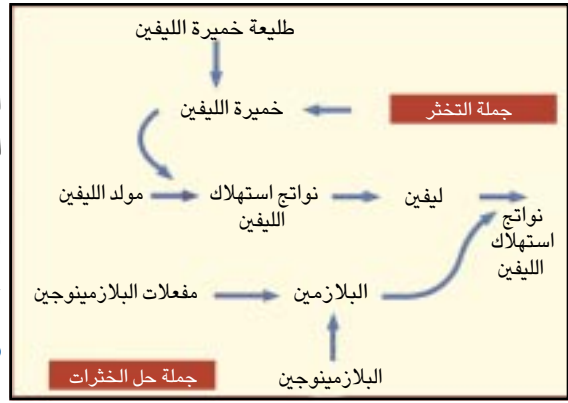 طليعة خميرة الليفين
جملة التخثر
خميرة الليفين
مولد الليفين
نواتج استهلاك
الليفين
ليفين
نواتج
استهلاك
الليفين
مفعلات البلازمينوجين
البلازمين
البلازمينوجين
جملة حل الخثرات